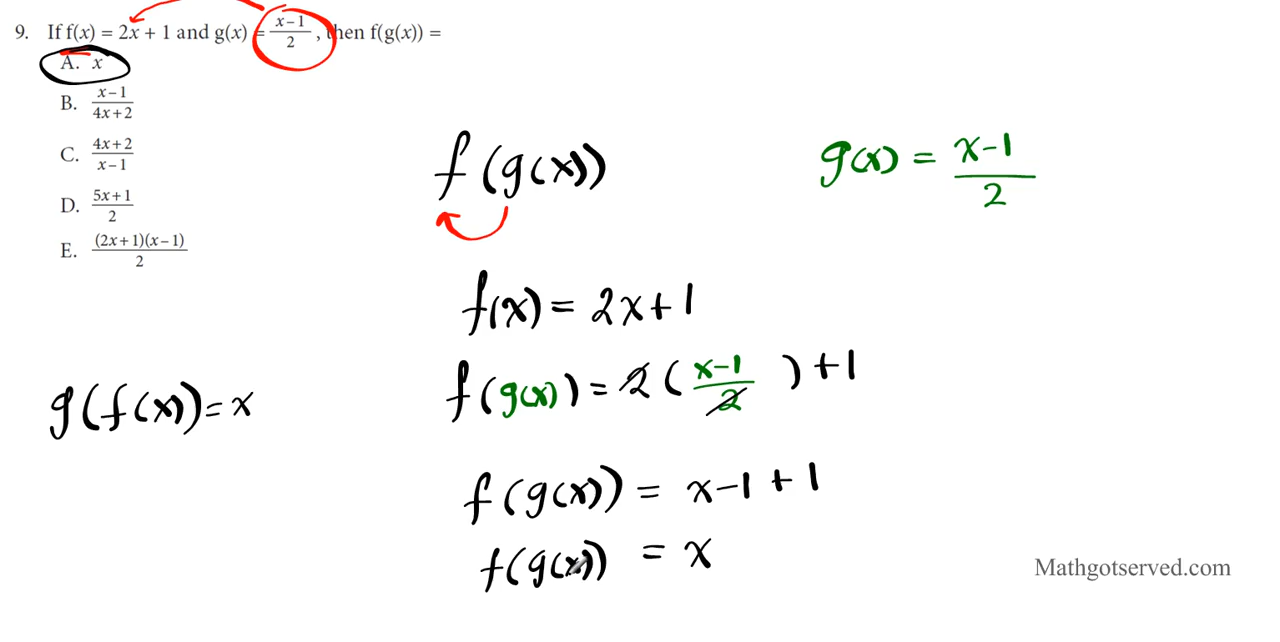 9. If f(x) = 2x + 1 and g(x) = (x−1)/2 , then f(g(x)) =
A. x
B. (x−1)/(4x+2)
C. (4x+2)/(x−1)
D. (5x+1)/2
E. (2x+1)(x−1)/2
f(g(x))
g(x) = (x-1)/2
f(x) = 2x+1
f(g(x)) = 2((x-1)/2)+1
g(f(x)) = x
f(g(x)) = x-1+1
f(g(x)) = x
Mathgotserved.com